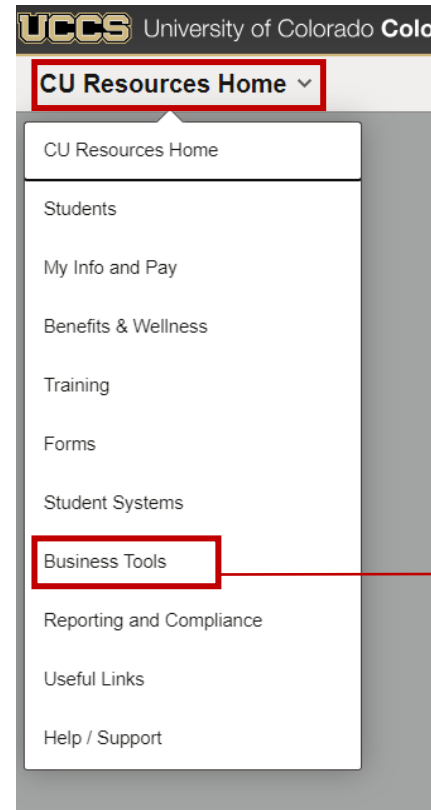 UCCS University of Colorado Colo
CU Resources Home
CU Resources Home
Students
My Info and Pay
Benefits & Wellness
Training
Forms
Student Systems
Business Tools
Reporting and Compliance
Useful Links
Help / Support